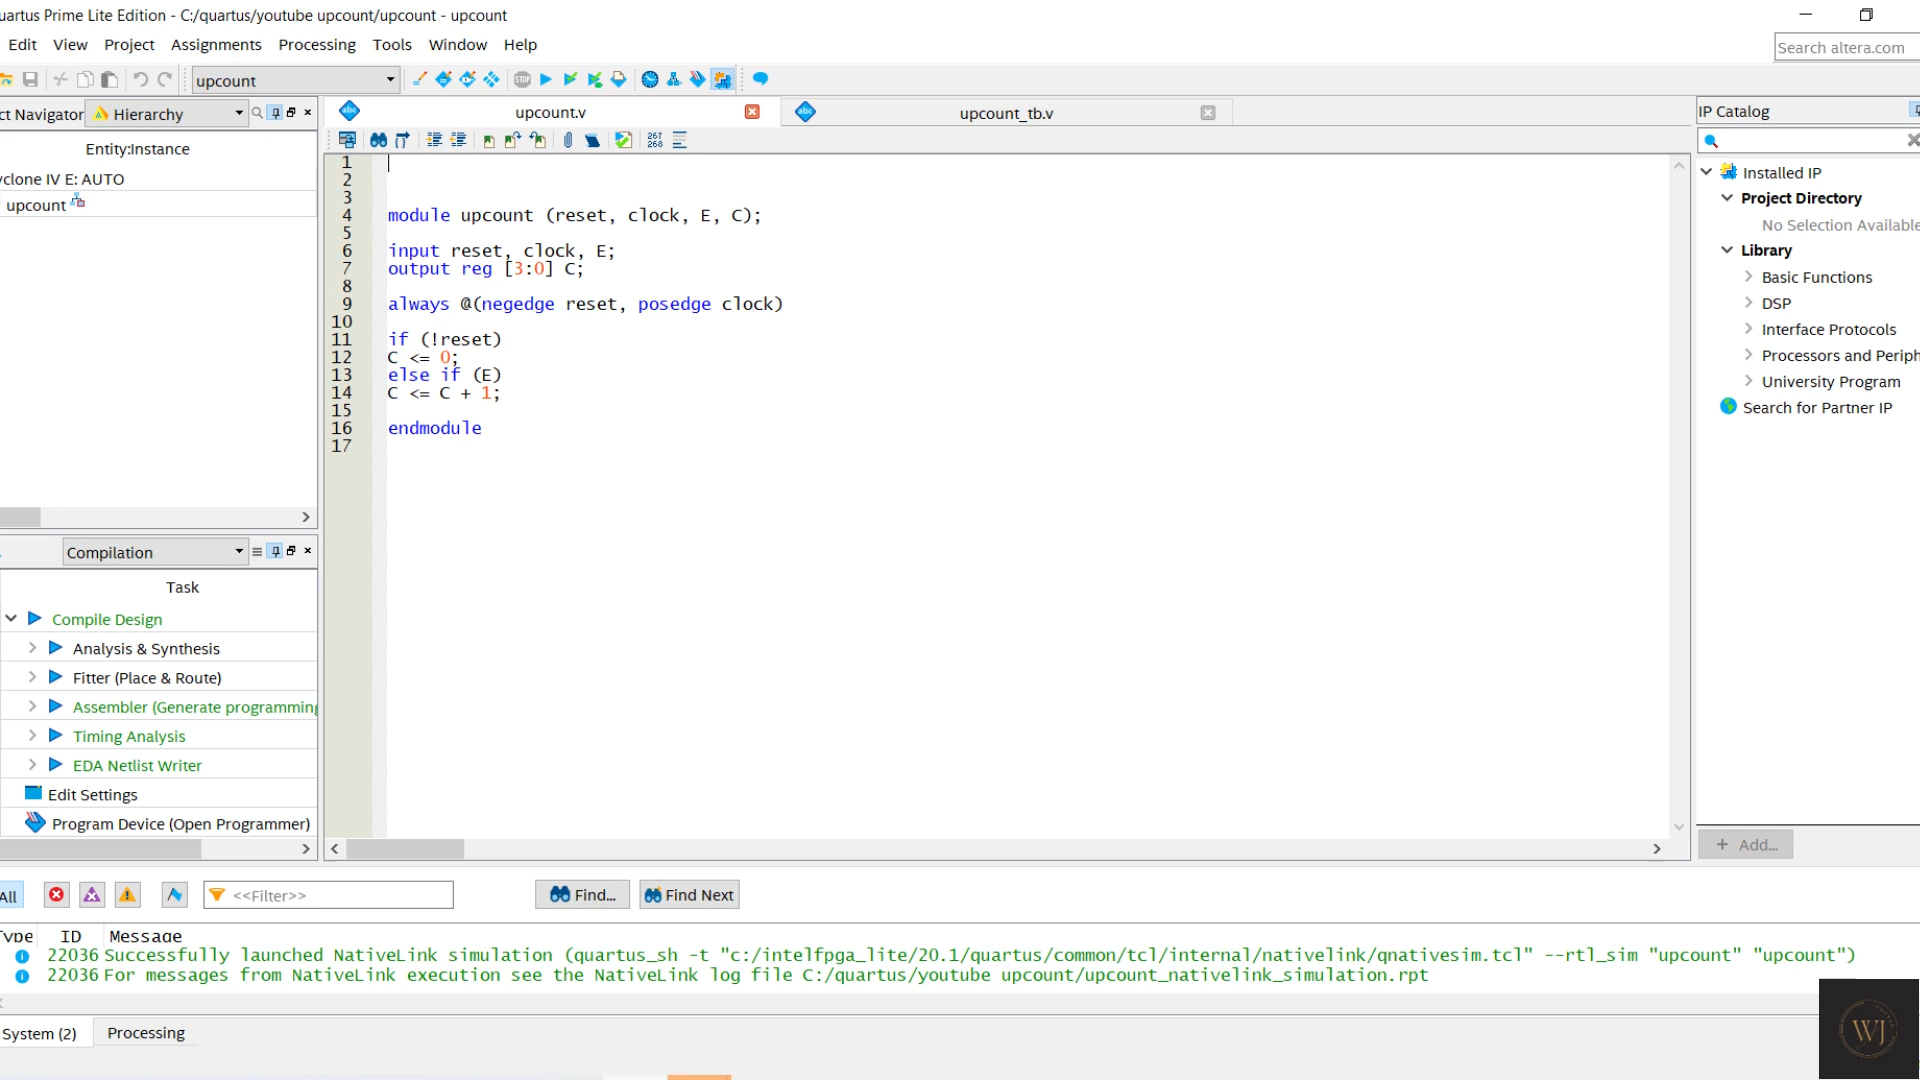 uartus Prime Lite Edition - C:/quartus/youtube upcount/upcount - upcount
Edit View Project Assignments Processing Tools Window Help
Search altera.com
upcount
ct Navigator Hierarchy
upcount.v
upcount_tb.v
IP Catalog
267
268
Entity:Instance
yclone IV E: AUTO
upcount
1
2
3
4 module upcount (reset, clock, E, C);
5
6 input reset, clock, E;
7 output reg [3:0] C;
8
9 always @(negedge reset, posedge clock)
10
11 if (!reset)
12 C <= 0;
13 else if (E)
14 C <= C + 1;
15
16 endmodule
17
Installed IP
Project Directory
No Selection Available
Library
Basic Functions
DSP
Interface Protocols
Processors and Periph
University Program
Search for Partner IP
+ Add...
Compilation
Task
Compile Design
Analysis & Synthesis
Fitter (Place & Route)
Assembler (Generate programming
Timing Analysis
EDA Netlist Writer
Edit Settings
Program Device (Open Programmer)
All <<Filter>> Find... Find Next
Type ID Message
22036 Successfully launched NativeLink simulation (quartus_sh -t "c:/intelfpga_lite/20.1/quartus/common/tcl/internal/nativelink/qnativesim.tcl" --rtl_sim "upcount" "upcount")
22036 For messages from NativeLink execution see the NativeLink log file C:/quartus/youtube upcount/upcount_nativelink_simulation.rpt
System (2) Processing
WJ